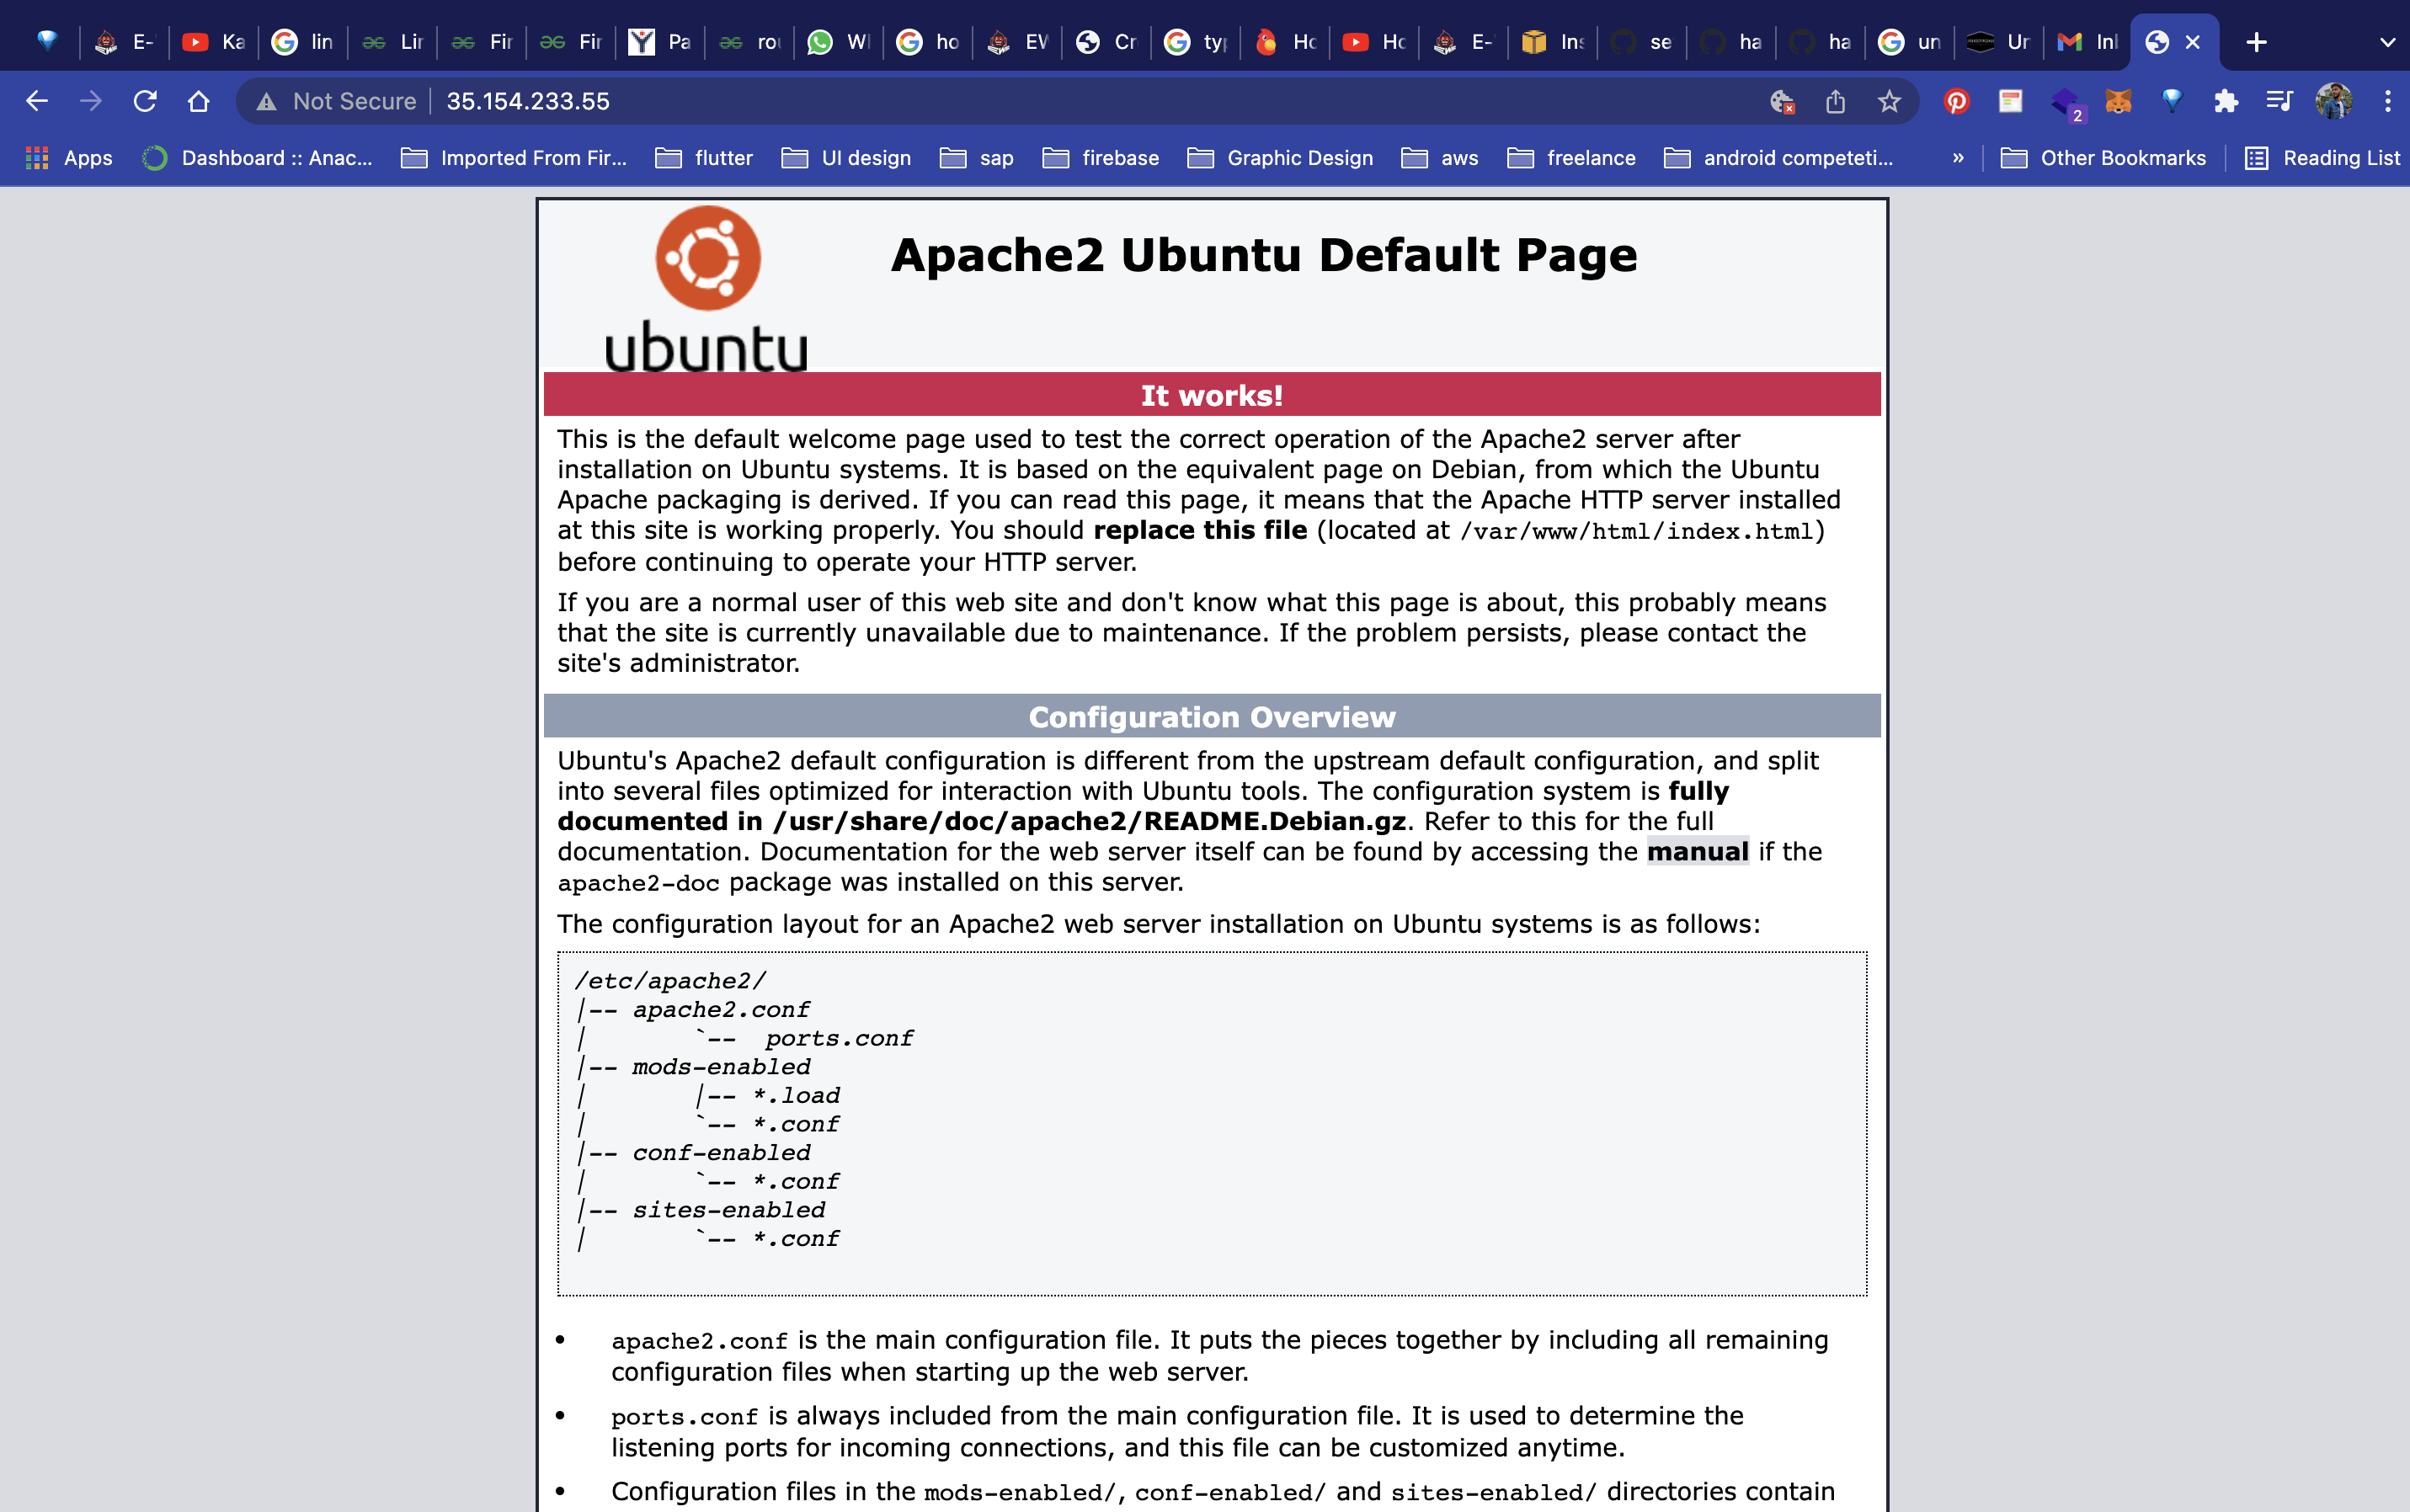 E- Ka lin Lir Fir Fir Pa rou Wl ho EV Cr typ Ho Ho E- Ins se ha ha un Ur Inl
Not Secure 35.154.233.55 2
Apps Dashboard :: Anac... Imported From Fir... flutter UI design sap firebase Graphic Design aws freelance android competeti... » Other Bookmarks Reading List
ubuntu
Apache2 Ubuntu Default Page
It works!
This is the default welcome page used to test the correct operation of the Apache2 server after
installation on Ubuntu systems. It is based on the equivalent page on Debian, from which the Ubuntu
Apache packaging is derived. If you can read this page, it means that the Apache HTTP server installed
at this site is working properly. You should replace this file (located at /var/www/html/index.html)
before continuing to operate your HTTP server.
If you are a normal user of this web site and don't know what this page is about, this probably means
that the site is currently unavailable due to maintenance. If the problem persists, please contact the
site's administrator.
Configuration Overview
Ubuntu's Apache2 default configuration is different from the upstream default configuration, and split
into several files optimized for interaction with Ubuntu tools. The configuration system is fully
documented in /usr/share/doc/apache2/README.Debian.gz. Refer to this for the full
documentation. Documentation for the web server itself can be found by accessing the manual if the
apache2-doc package was installed on this server.
The configuration layout for an Apache2 web server installation on Ubuntu systems is as follows:
/etc/apache2/
|-- apache2.conf
|       `--  ports.conf
|-- mods-enabled
|       |-- *.load
|       `-- *.conf
|-- conf-enabled
|       `-- *.conf
|-- sites-enabled
|       `-- *.conf
• apache2.conf is the main configuration file. It puts the pieces together by including all remaining
configuration files when starting up the web server.
• ports.conf is always included from the main configuration file. It is used to determine the
listening ports for incoming connections, and this file can be customized anytime.
• Configuration files in the mods-enabled/, conf-enabled/ and sites-enabled/ directories contain